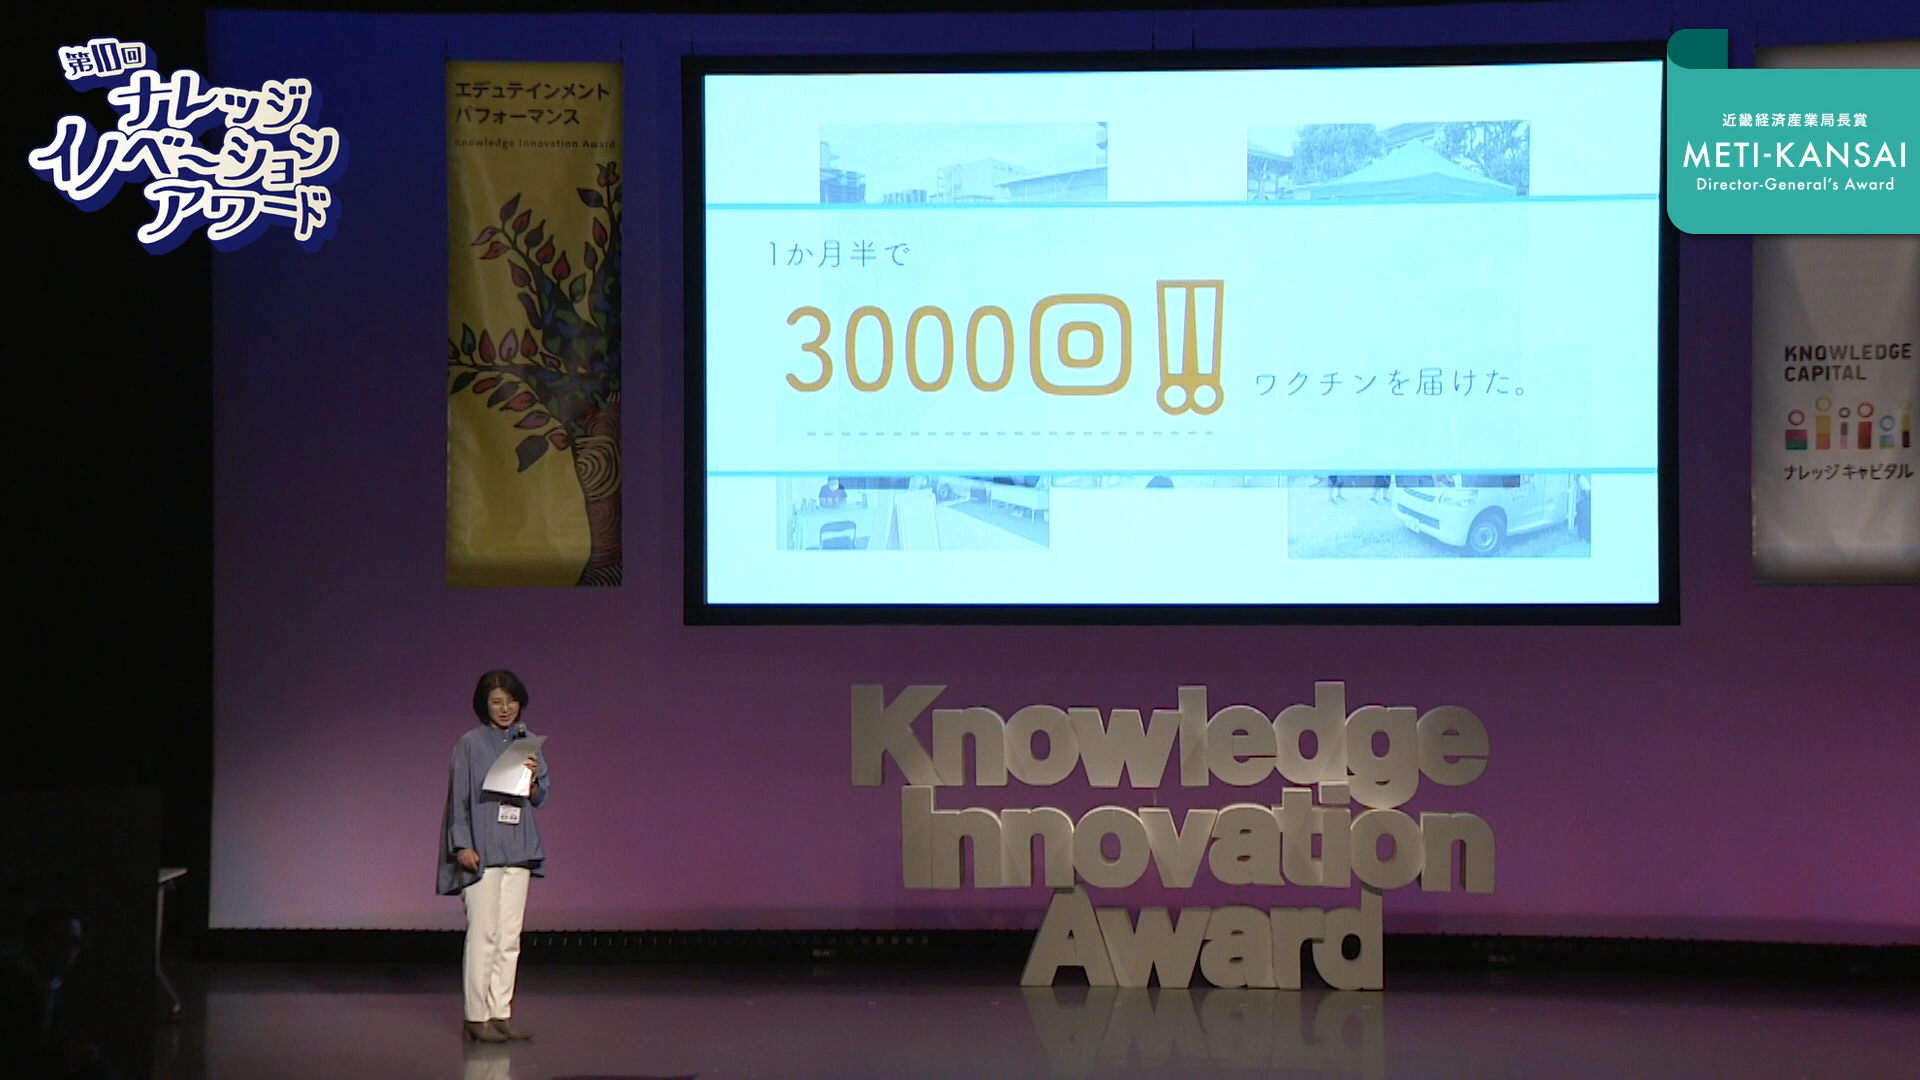 第10回
ナレッジ
イノベーション
アワード
エデュテインメント
パフォーマンス
Knowledge Innovation Award
1か月半で
3000回!!
ワクチンを届けた。
近畿経済産業局長賞
METI-KANSAI
Director-General's Award
KNOWLEDGE
CAPITAL
ナレッジキャピタル
Knowledge
Innovation
Award